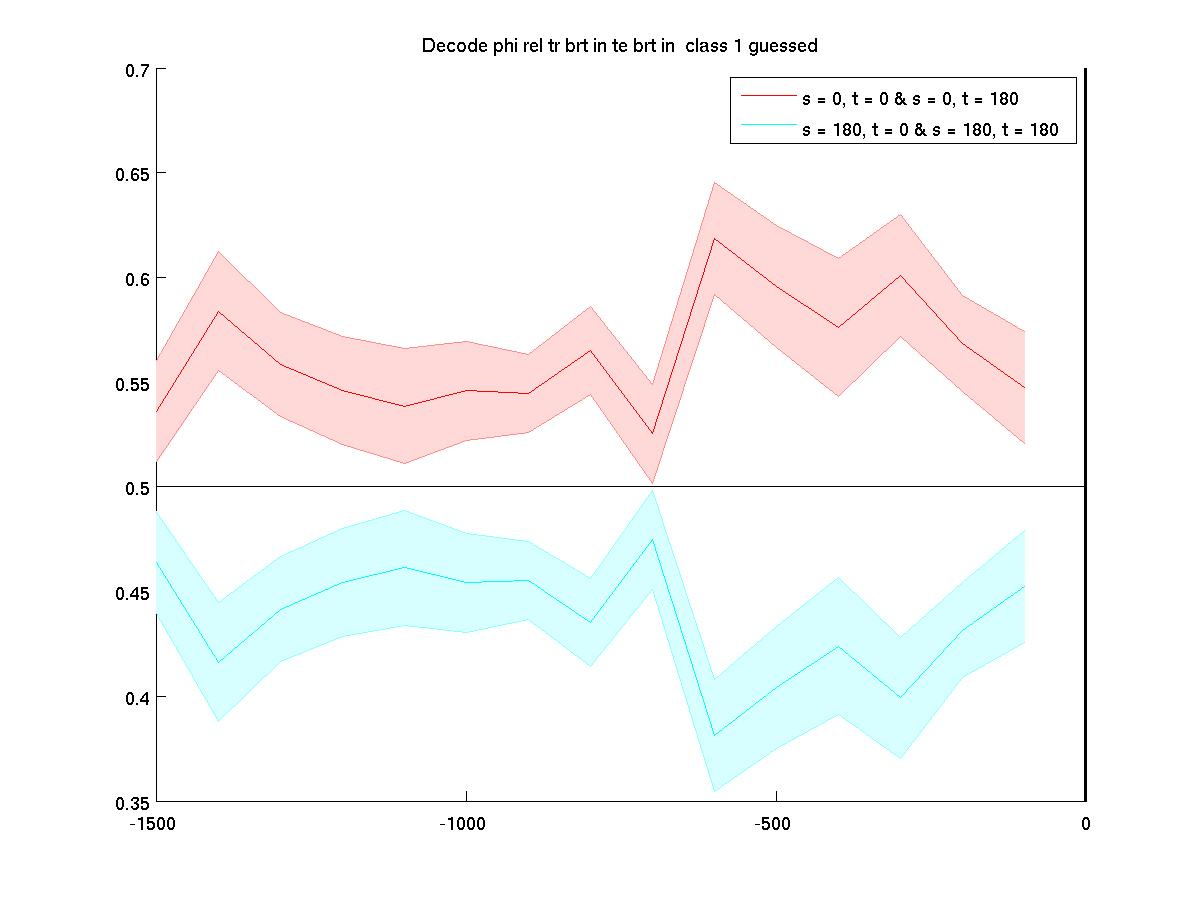 Decode phi rel tr brt in te brt in  class 1 guessed
s = 0, t = 0 & s = 0, t = 180
s = 180, t = 0 & s = 180, t = 180
0.7
0.65
0.6
0.55
0.5
0.45
0.4
0.35
-1500 -1000 -500 0